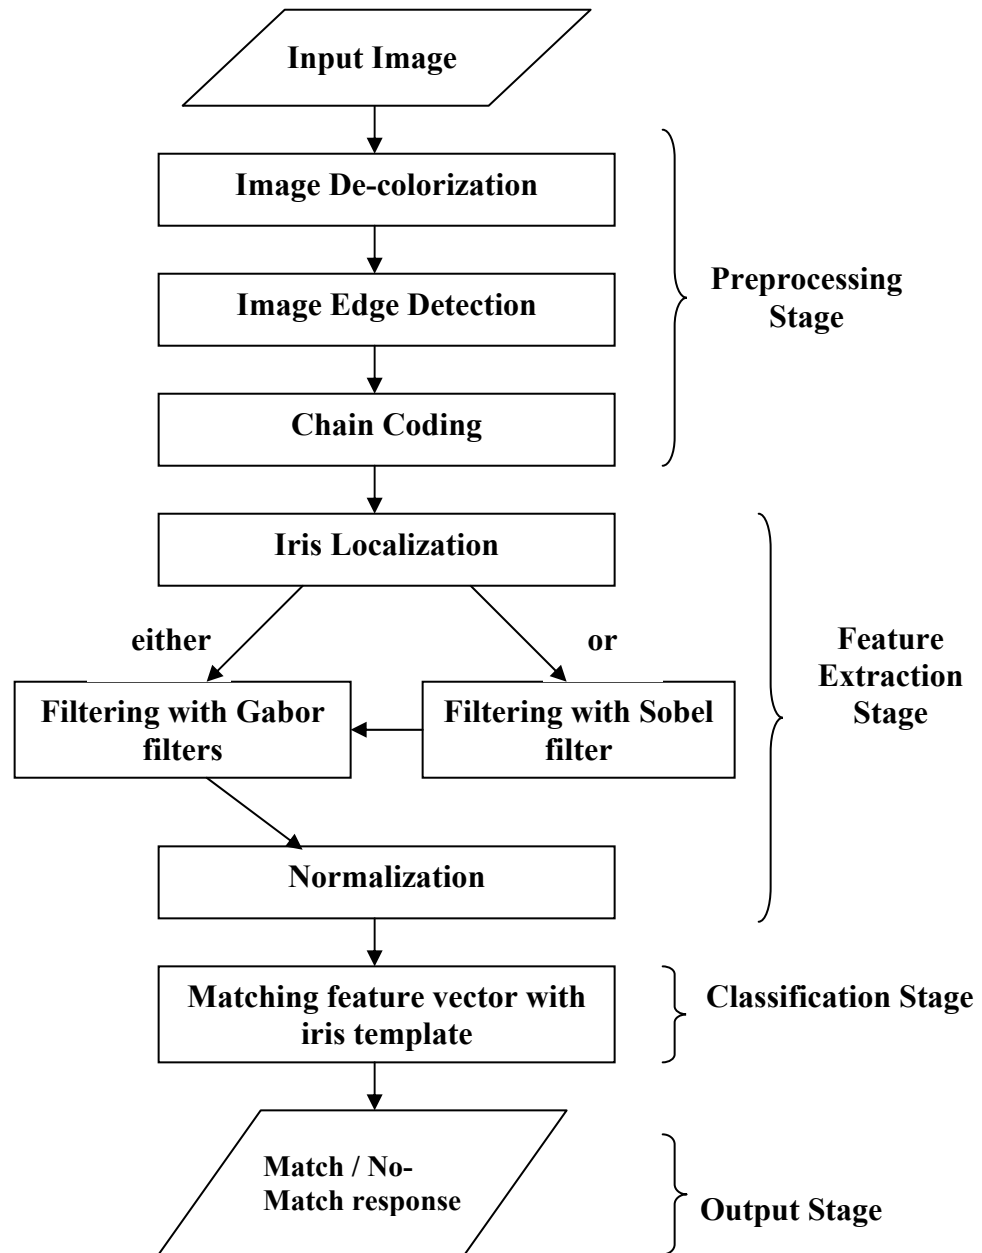 Input Image
Image De-colorization
Image Edge Detection
Preprocessing
Stage
Chain Coding
Iris Localization
either
or
Feature
Extraction
Stage
Filtering with Gabor
filters
Filtering with Sobel
filter
Normalization
Matching feature vector with
iris template
Classification Stage
Match / No-
Match response
Output Stage